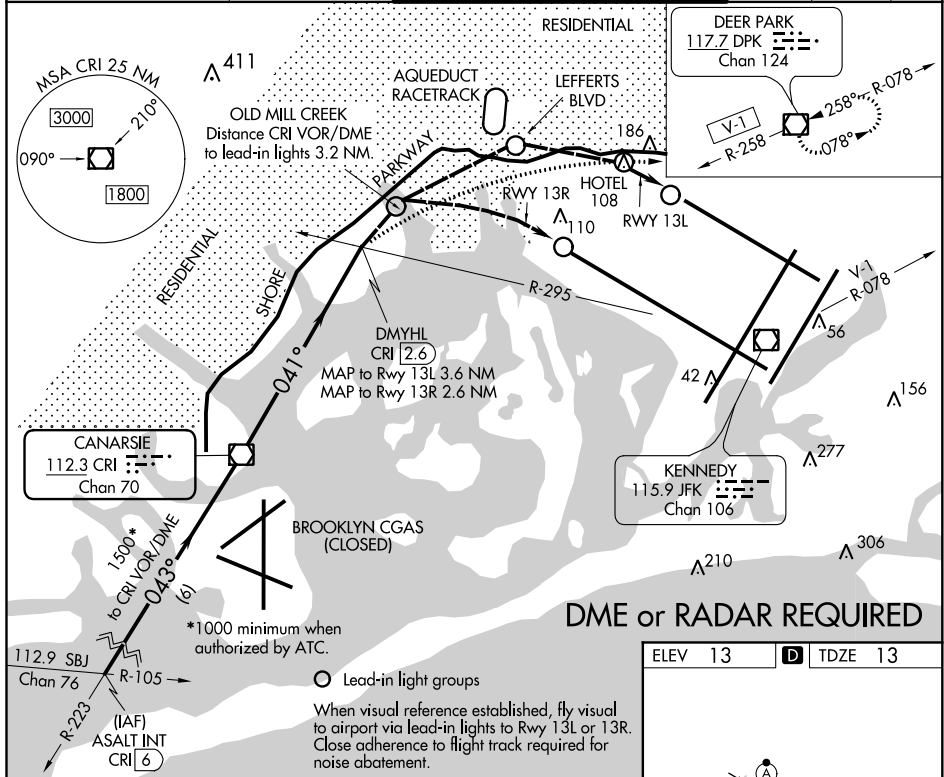 RESIDENTIAL
DEER PARK
117.7 DPK
Chan 124
R-078
258°
V-1
R-258
078°
MSA CRI 25 NM
3000
210°
090°
1800
411
AQUEDUCT
RACETRACK
LEFFERTS
BLVD
OLD MILL CREEK
Distance CRI VOR/DME
to lead-in lights 3.2 NM.
186
PARKWAY
HOTEL
108
RWY 13R
RWY 13L
110
RESIDENTIAL
SHORE
R-295
V-1
R-078
DMYHL
CRI 2.6
MAP to Rwy 13L 3.6 NM
MAP to Rwy 13R 2.6 NM
041°
56
42
156
CANARSIE
112.3 CRI
Chan 70
277
KENNEDY
115.9 JFK
Chan 106
1500*
to CRI VOR/DME
043°
(6)
BROOKLYN CGAS
(CLOSED)
306
210
*1000 minimum when
authorized by ATC.
DME or RADAR REQUIRED
112.9 SBJ
Chan 76
R-105
R-223
(IAF)
ASALT INT
CRI 6
Lead-in light groups
When visual reference established, fly visual
to airport via lead-in lights to Rwy 13L or 13R.
Close adherence to flight track required for
noise abatement.
ELEV 13
D
TDZE 13
A